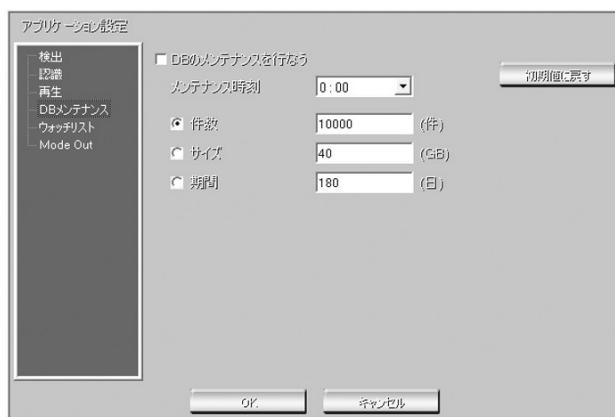 アプリケーション設定
検出
認識
再生
DBメンテナンス
ウォッチリスト
Mode Out
DBのメンテナンスを行なう
メンテナンス時刻 0:00
件数 10000 (件)
サイズ 40 (GB)
期間 180 (日)
初期値に戻す
OK キャンセル